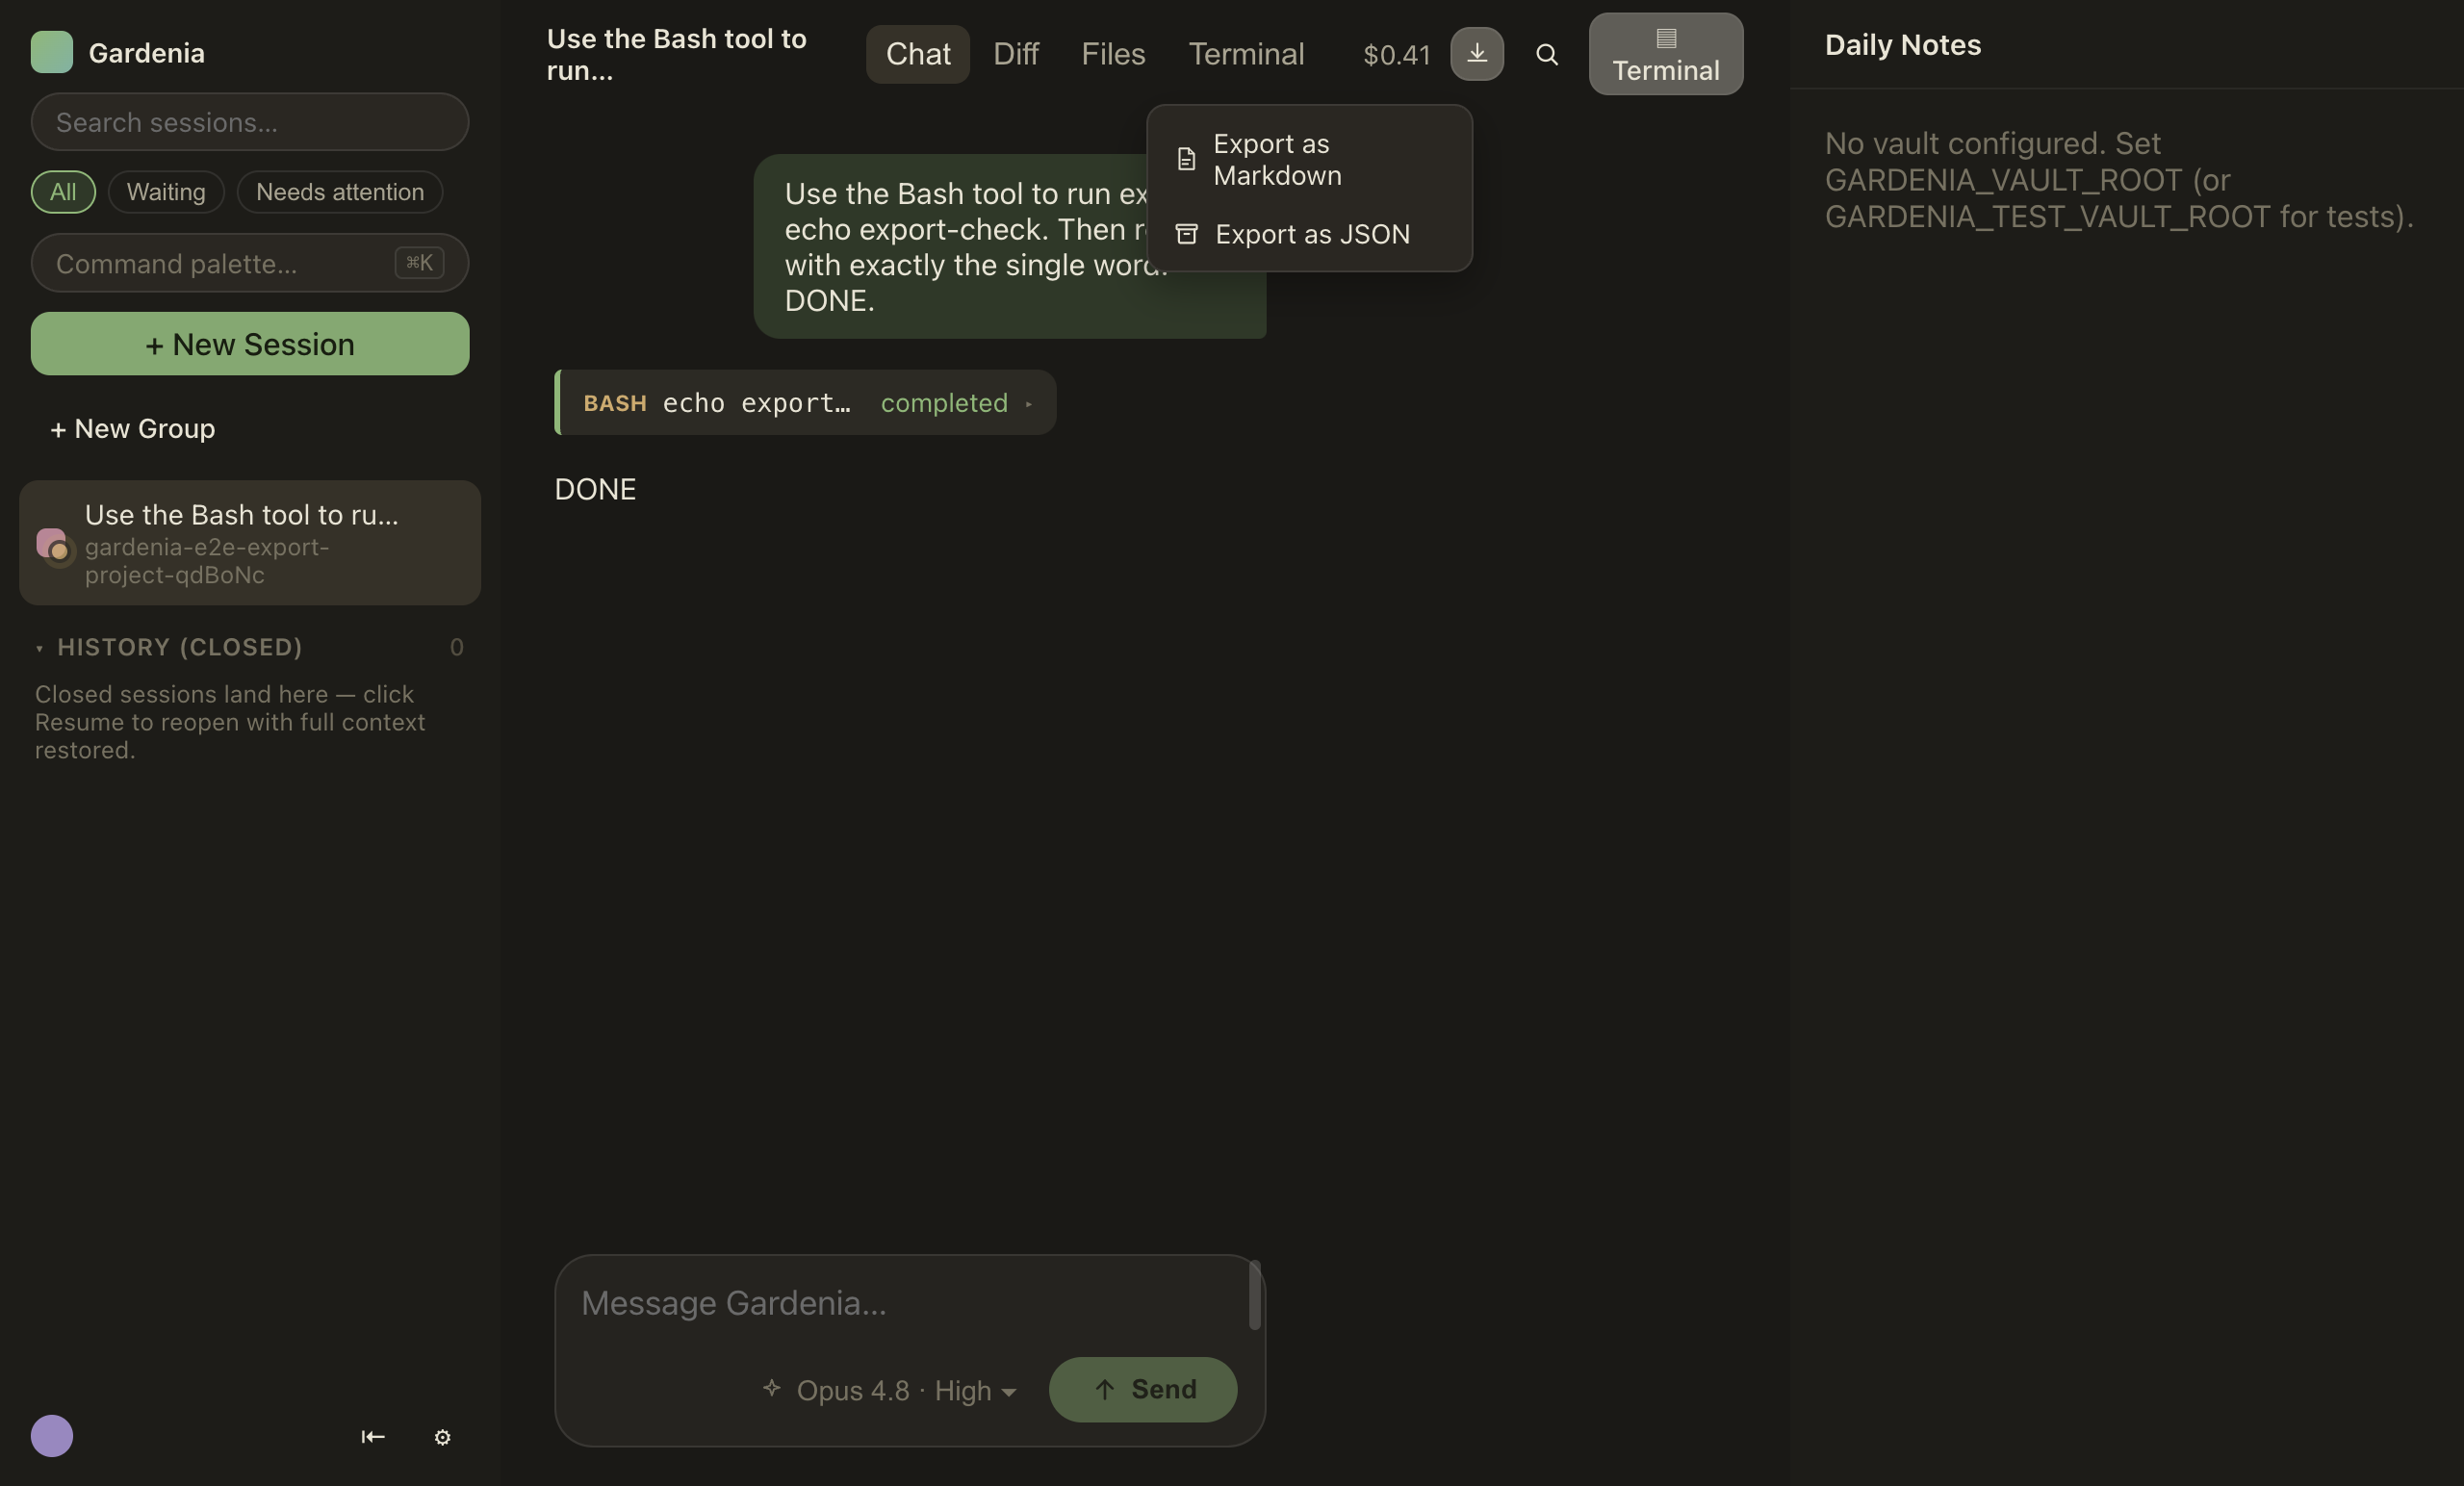 Gardenia
Search sessions...
All
Waiting
Needs attention
Command palette...
⌘K
+ New Session
+ New Group
Use the Bash tool to ru...
gardenia-e2e-export-
project-qdBoNc
HISTORY (CLOSED)
0
Closed sessions land here — click
Resume to reopen with full context
restored.
Use the Bash tool to
run...
Chat
Diff
Files
Terminal
$0.41
Terminal
Export as
Markdown
Export as JSON
Use the Bash tool to run
echo export-check. Then
with exactly the single word:
DONE.
BASH echo export… completed
DONE
Message Gardenia...
Opus 4.8 · High
Send
Daily Notes
No vault configured. Set
GARDENIA_VAULT_ROOT (or
GARDENIA_TEST_VAULT_ROOT for tests).